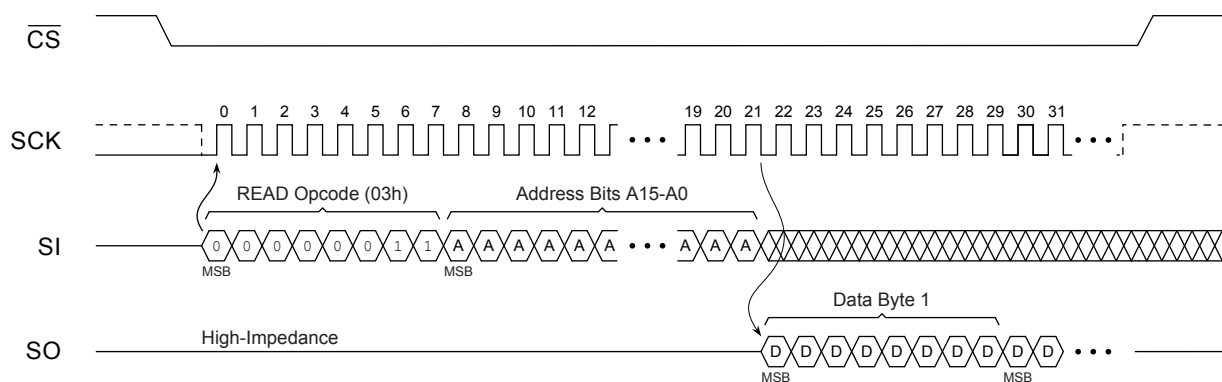 CS
SCK 0 1 2 3 4 5 6 7 8 9 10 11 12 ••• 19 20 21 22 23 24 25 26 27 28 29 30 31 •••
READ Opcode (03h) Address Bits A15-A0
SI 0 0 0 0 0 0 1 1 A A A A A A ••• A A A
MSB MSB
Data Byte 1
High-Impedance
SO D D D D D D D D D D •••
MSB MSB